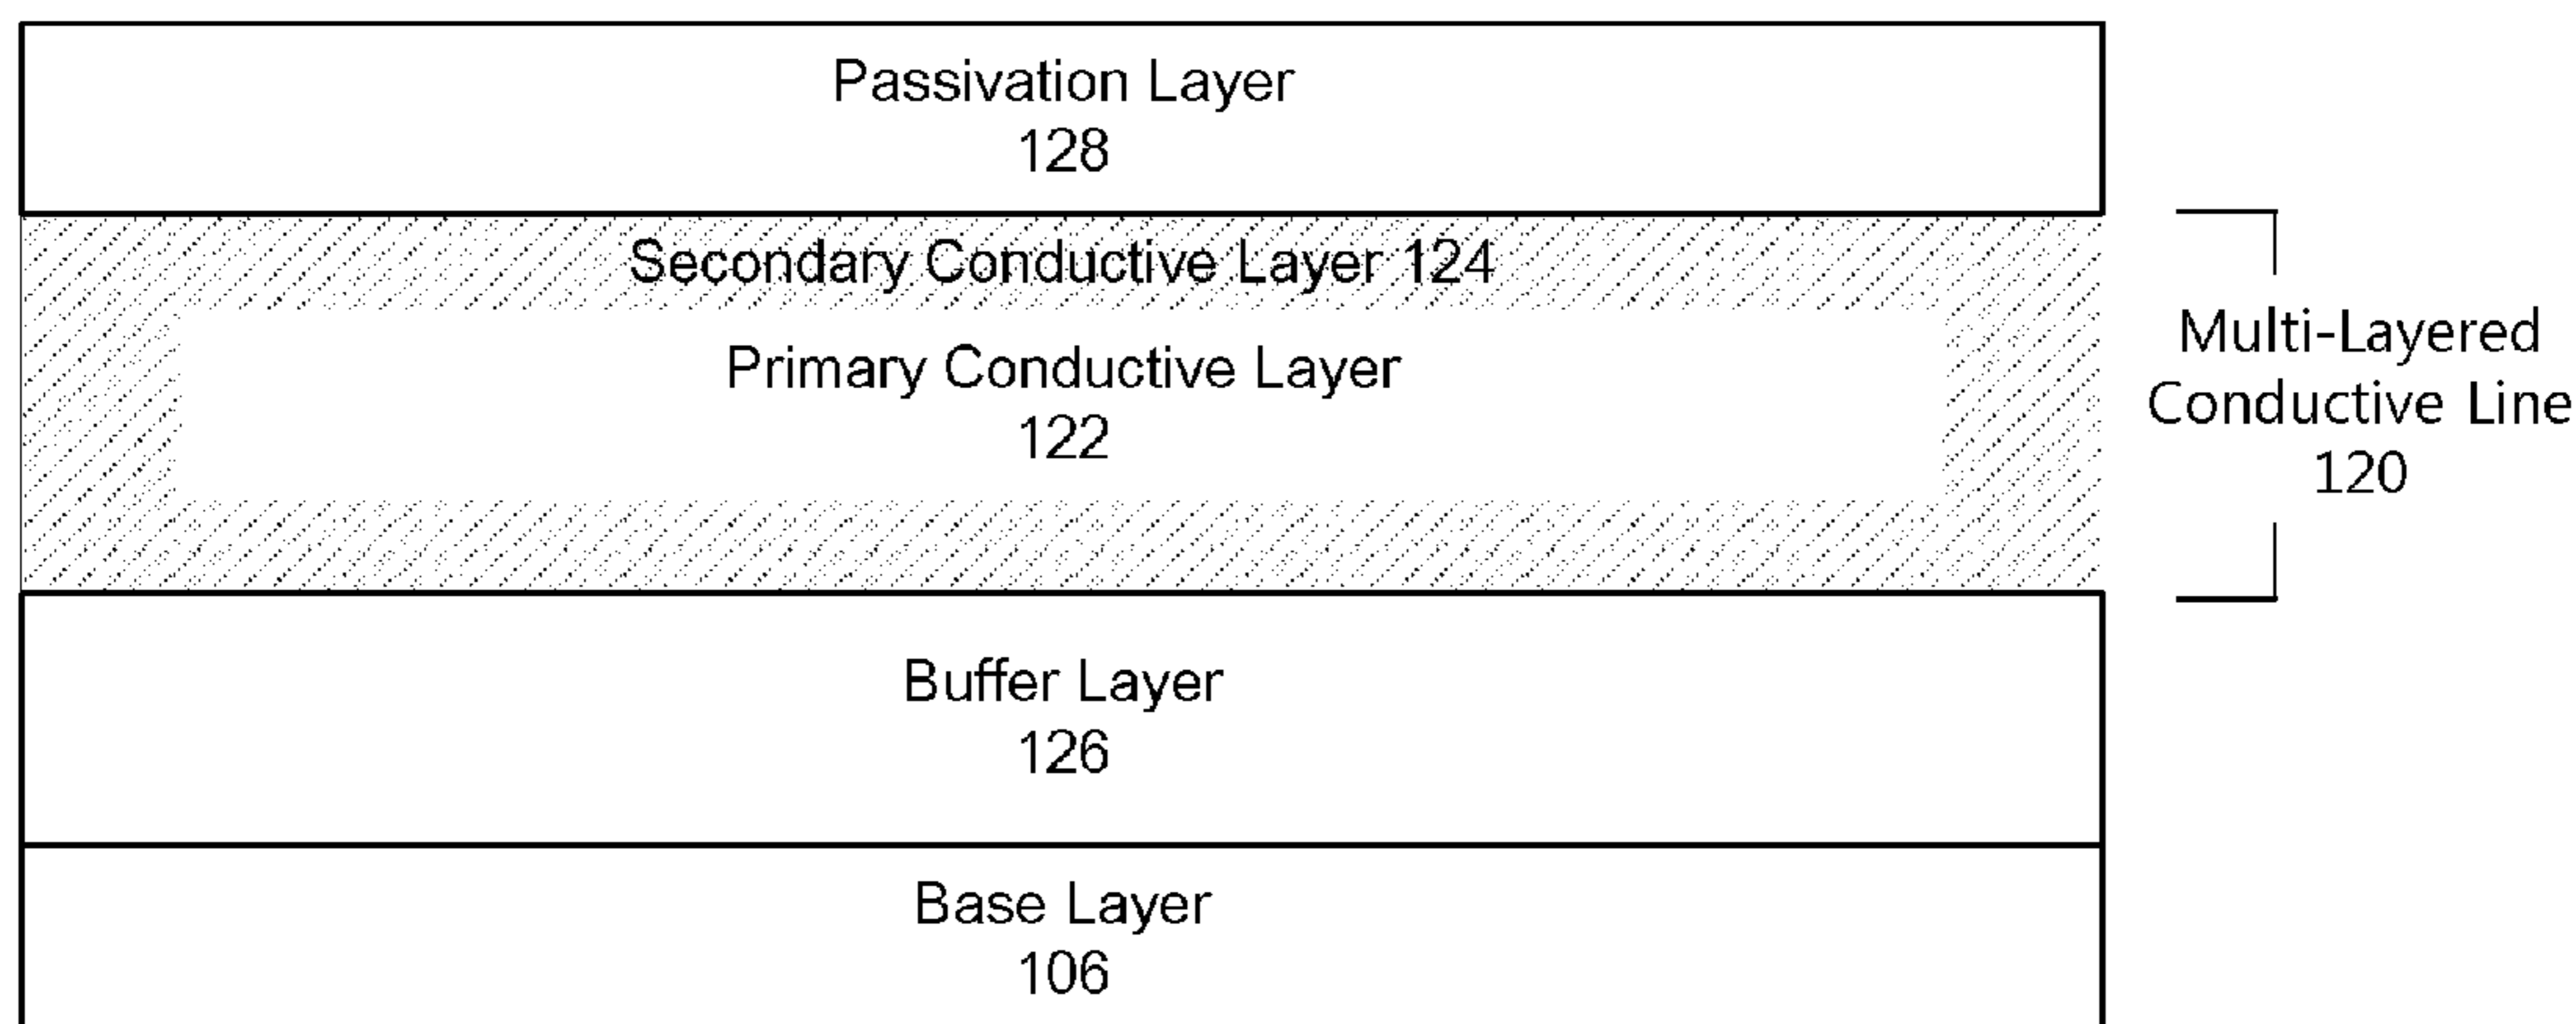 Passivation Layer
128
Secondary Conductive Layer 124
Primary Conductive Layer
122
Multi-Layered
Conductive Line
120
Buffer Layer
126
Base Layer
106